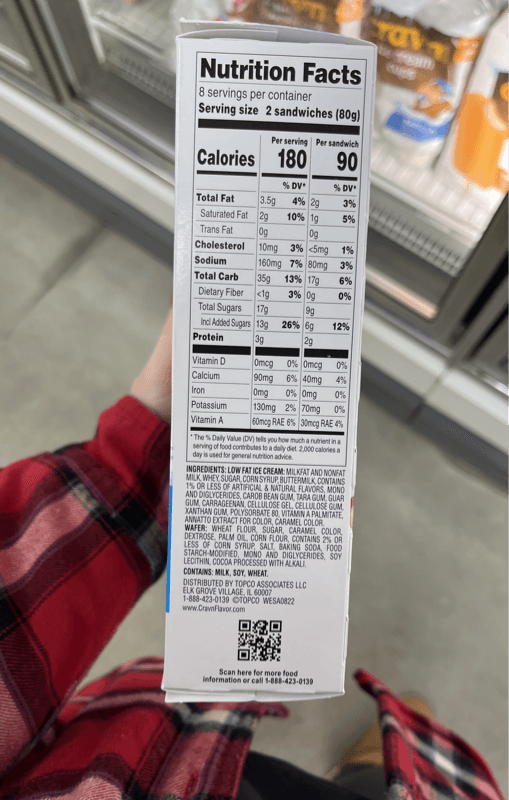 Nutrition Facts
8 servings per container
Serving size 2 sandwiches (80g)
Per serving Per sandwich
Calories 180 90
% DV* % DV*
Total Fat 3.5g 4% 2g 3%
Saturated Fat 2g 10% 1g 5%
Trans Fat 0g 0g
Cholesterol 10mg 3% <5mg 1%
Sodium 160mg 7% 80mg 3%
Total Carb 35g 13% 17g 6%
Dietary Fiber <1g 3% 0g 0%
Total Sugars 17g 9g
Incl Added Sugars 13g 26% 6g 12%
Protein 3g 2g
Vitamin D 0mcg 0% 0mcg 0%
Calcium 90mg 6% 40mg 4%
Iron 0mg 0% 0mg 0%
Potassium 130mg 2% 70mg 0%
Vitamin A 60mcg RAE 6% 30mcg RAE 4%
* The % Daily Value (DV) tells you how much a nutrient in a
serving of food contributes to a daily diet. 2,000 calories a
day is used for general nutrition advice.
INGREDIENTS: LOW FAT ICE CREAM: MILKFAT AND NONFAT
MILK, WHEY, SUGAR, CORN SYRUP, BUTTERMILK, CONTAINS
1% OR LESS OF ARTIFICIAL & NATURAL FLAVORS, MONO
AND DIGLYCERIDES, CAROB BEAN GUM, TARA GUM, GUAR
GUM, CARRAGEENAN, CELLULOSE GEL, CELLULOSE GUM,
XANTHAN GUM, POLYSORBATE 80, VITAMIN A PALMITATE,
ANNATTO EXTRACT FOR COLOR, CARAMEL COLOR.
WAFER: WHEAT FLOUR, SUGAR, CARAMEL COLOR,
DEXTROSE, PALM OIL, CORN FLOUR, CONTAINS 2% OR
LESS OF CORN SYRUP, SALT, BAKING SODA, FOOD
STARCH-MODIFIED, MONO AND DIGLYCERIDES, SOY
LECITHIN, COCOA PROCESSED WITH ALKALI.
CONTAINS: MILK, SOY, WHEAT.
DISTRIBUTED BY TOPCO ASSOCIATES LLC
ELK GROVE VILLAGE, IL 60007
1-888-423-0139 ©TOPCO WESA0822
www.CravnFlavor.com
Scan here for more food
information or call 1-888-423-0139